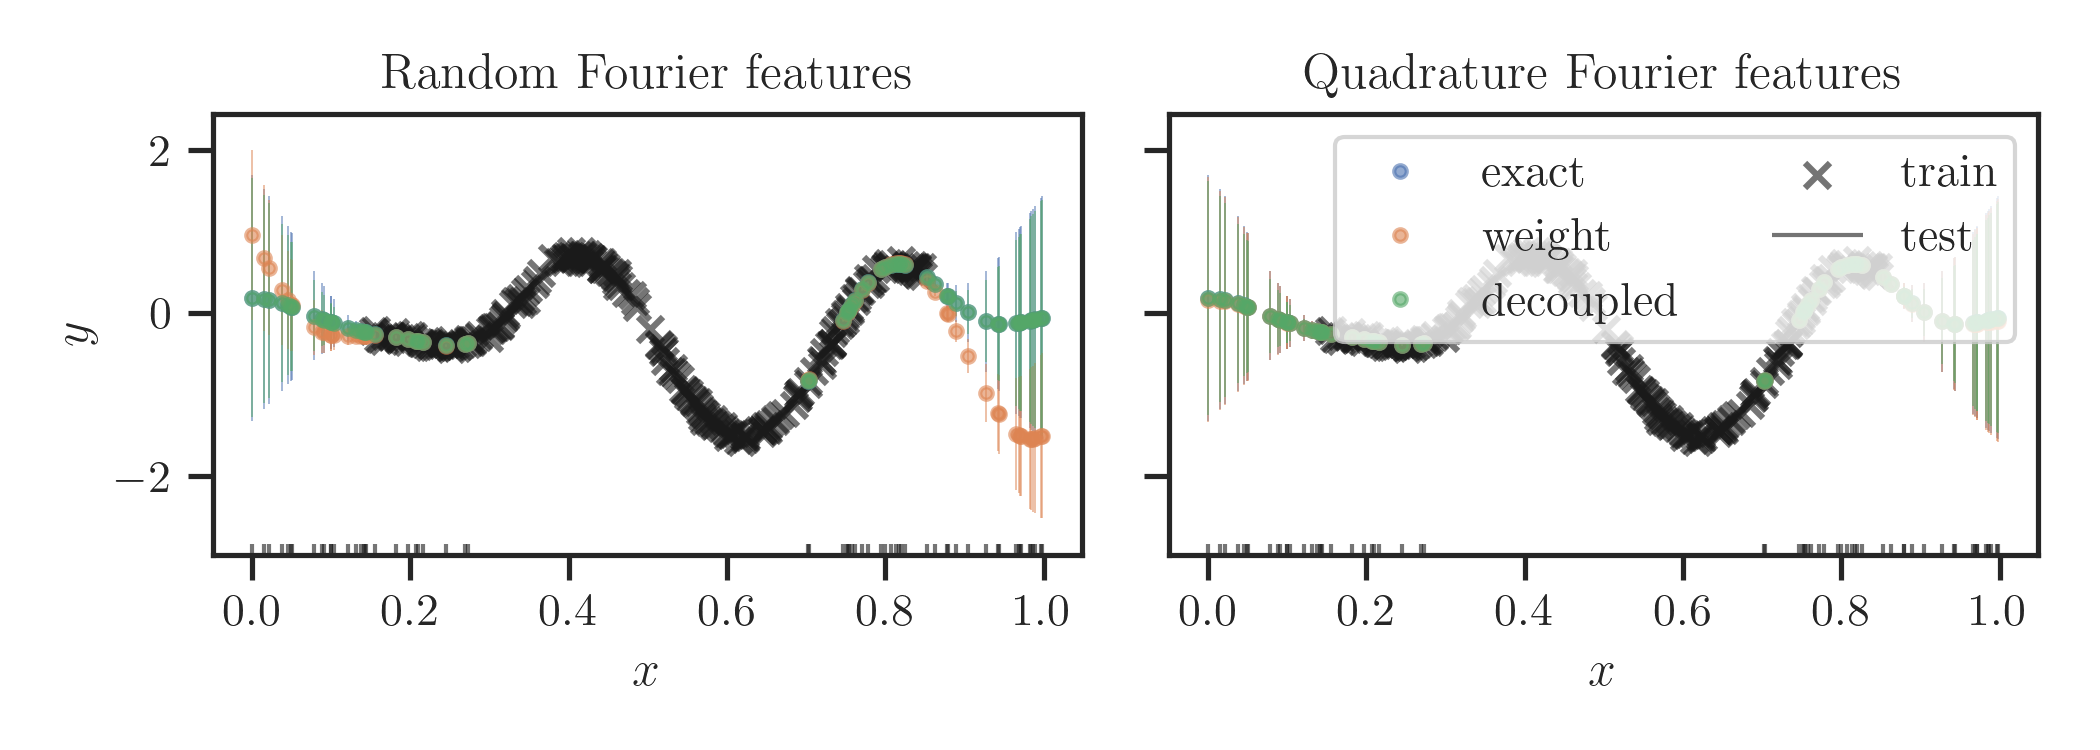 Random Fourier features
Quadrature Fourier features
exact
weight
decoupled
train
test
y
2
0
−2
0.0 0.2 0.4 0.6 0.8 1.0
0.0 0.2 0.4 0.6 0.8 1.0
x
x